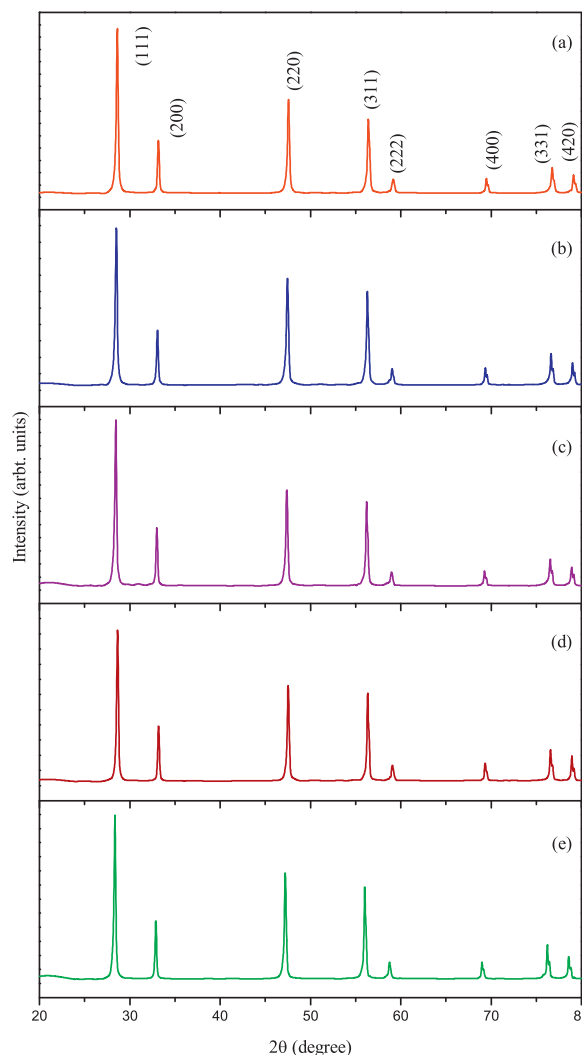 (a)
(111)
(200)
(220)
(311)
(222)
(400)
(331)
(420)
(b)
(c)
(d)
(e)
Intensity (arbt. units)
20 30 40 50 60 70 8
2θ (degree)